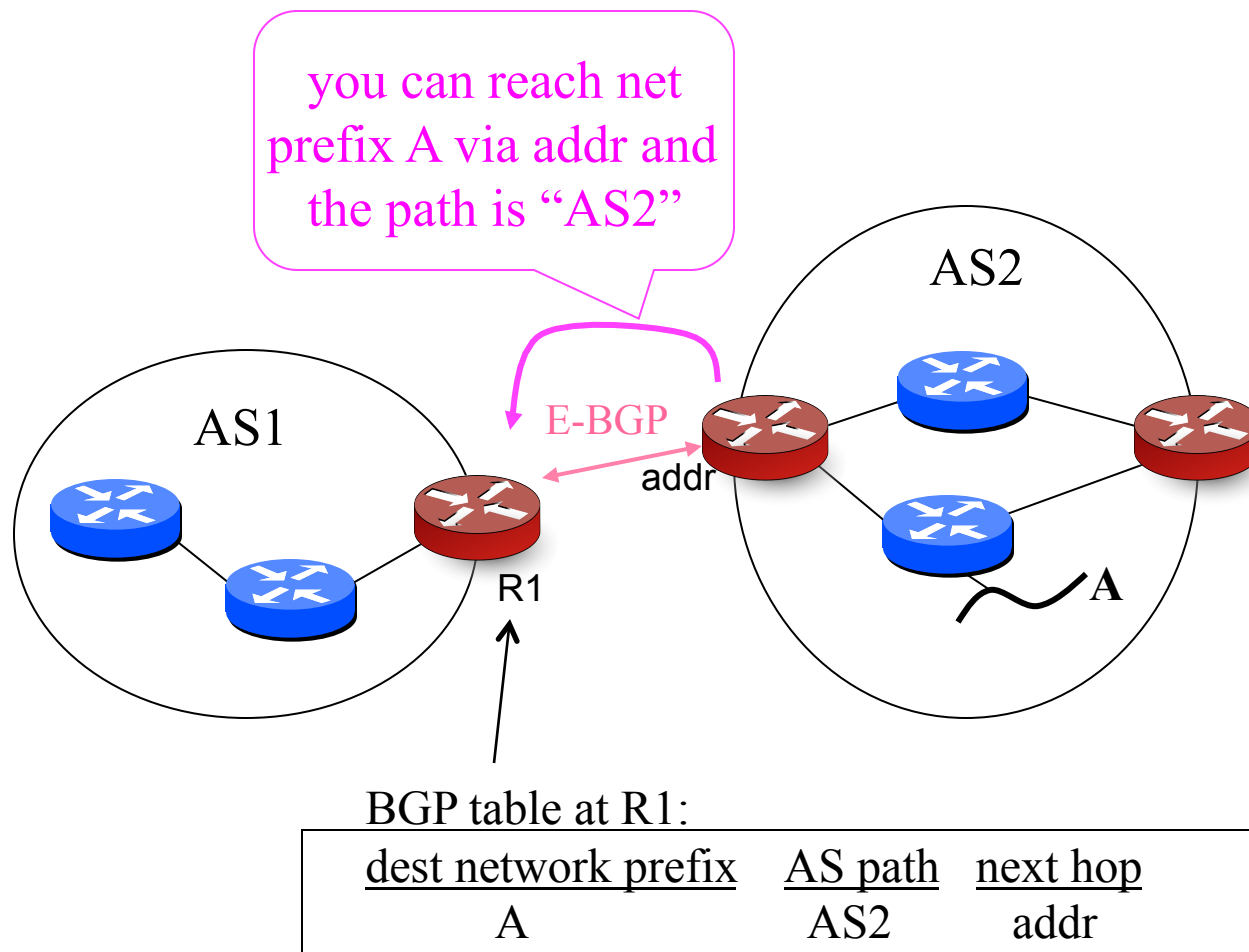 you can reach net
prefix A via addr and
the path is “AS2”
AS2
AS1
E-BGP
addr
R1
A
BGP table at R1:
dest network prefix AS path next hop
A AS2 addr